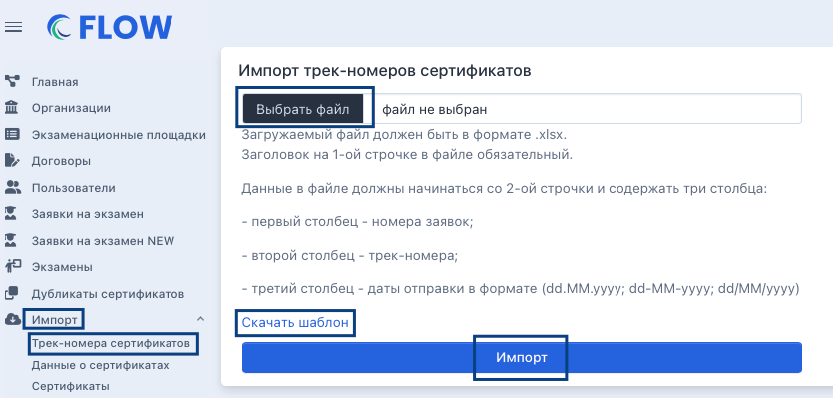 FLOW
Главная
Организации
Экзаменационные площадки
Договоры
Пользователи
Заявки на экзамен
Заявки на экзамен NEW
Экзамены
Дубликаты сертификатов
Импорт
Трек-номера сертификатов
Данные о сертификатах
Сертификаты
Импорт трек-номеров сертификатов
Выбрать файл файл не выбран
Загружаемый файл должен быть в формате .xlsx.
Заголовок на 1-ой строчке в файле обязательный.
Данные в файле должны начинаться со 2-ой строчки и содержать три столбца:
- первый столбец - номера заявок;
- второй столбец - трек-номера;
- третий столбец - даты отправки в формате (dd.MM.yyyy; dd-MM-yyyy; dd/MM/yyyy)
Скачать шаблон
Импорт